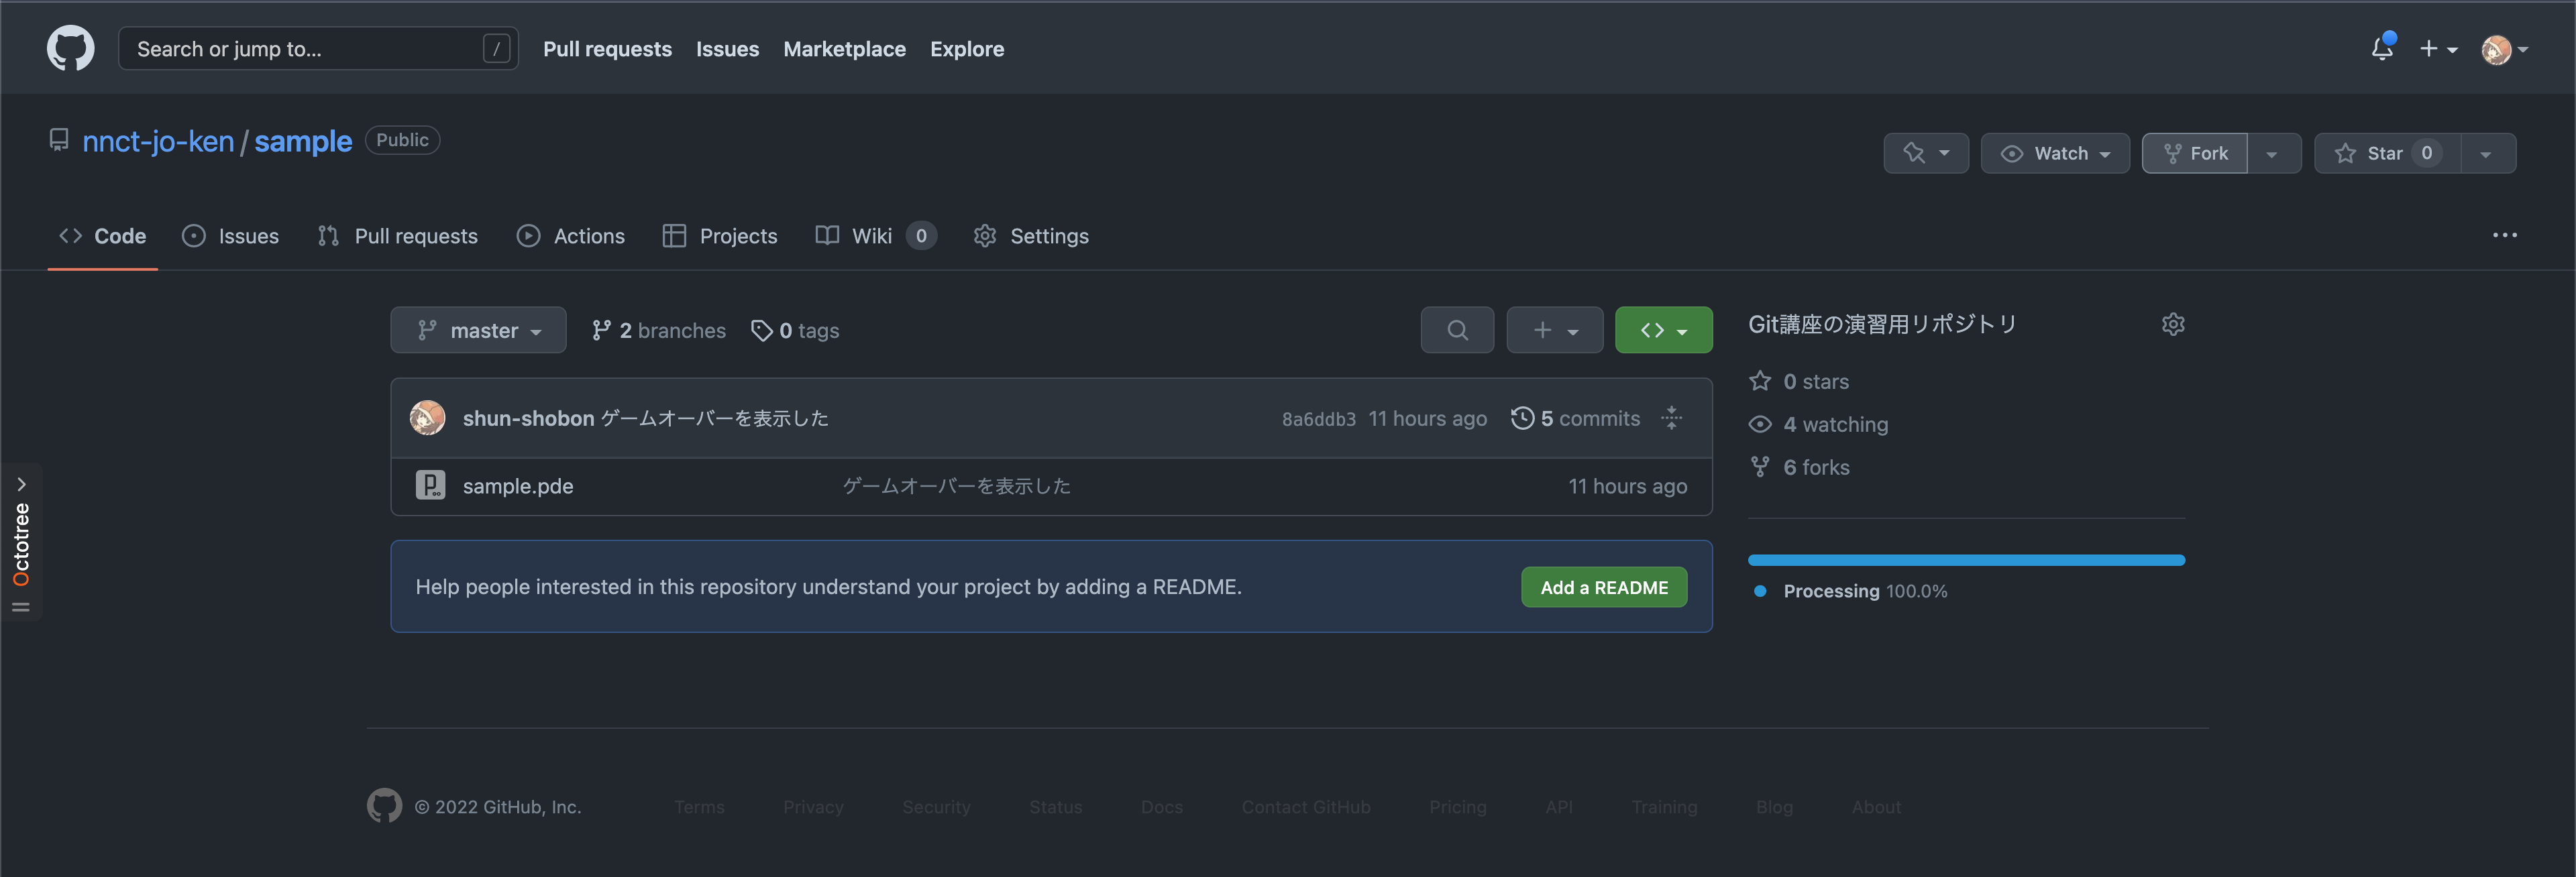 Search or jump to... / Pull requests Issues Marketplace Explore
nnct-jo-ken / sample Public
Watch Fork Star 0
Code Issues Pull requests Actions Projects Wiki 0 Settings
master 2 branches 0 tags
shun-shobon ゲームオーバーを表示した 8a6ddb3 11 hours ago 5 commits
sample.pde ゲームオーバーを表示した 11 hours ago
Help people interested in this repository understand your project by adding a README. Add a README
Git講座の演習用リポジトリ
0 stars
4 watching
6 forks
Processing 100.0%
Octotree
© 2022 GitHub, Inc. Terms Privacy Security Status Docs Contact GitHub Pricing API Training Blog About